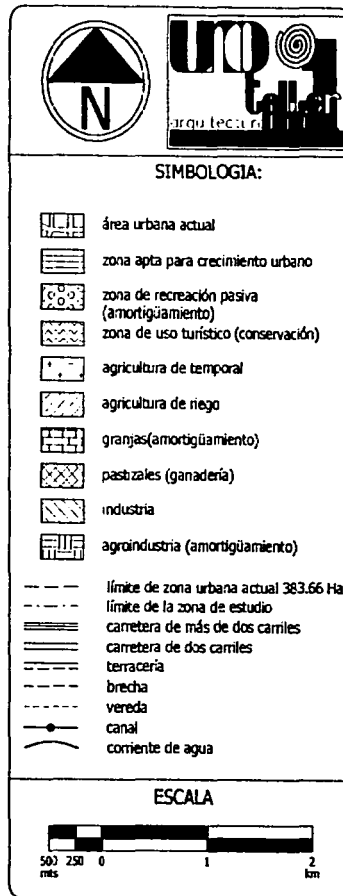 N
uno
taller
arquitectura
SIMBOLOGIA:
área urbana actual
zona apta para crecimiento urbano
zona de recreación pasiva
(amortigüamiento)
zona de uso turístico (conservación)
agricultura de temporal
agricultura de riego
granjas(amortigüamiento)
pastizales (ganadería)
industria
agroindustria (amortigüamiento)
límite de zona urbana actual 383.66 Ha
límite de la zona de estudio
carretera de más de dos carriles
carretera de dos carriles
terracería
brecha
vereda
canal
corriente de agua
ESCALA
500 250 0 1 2
mts km